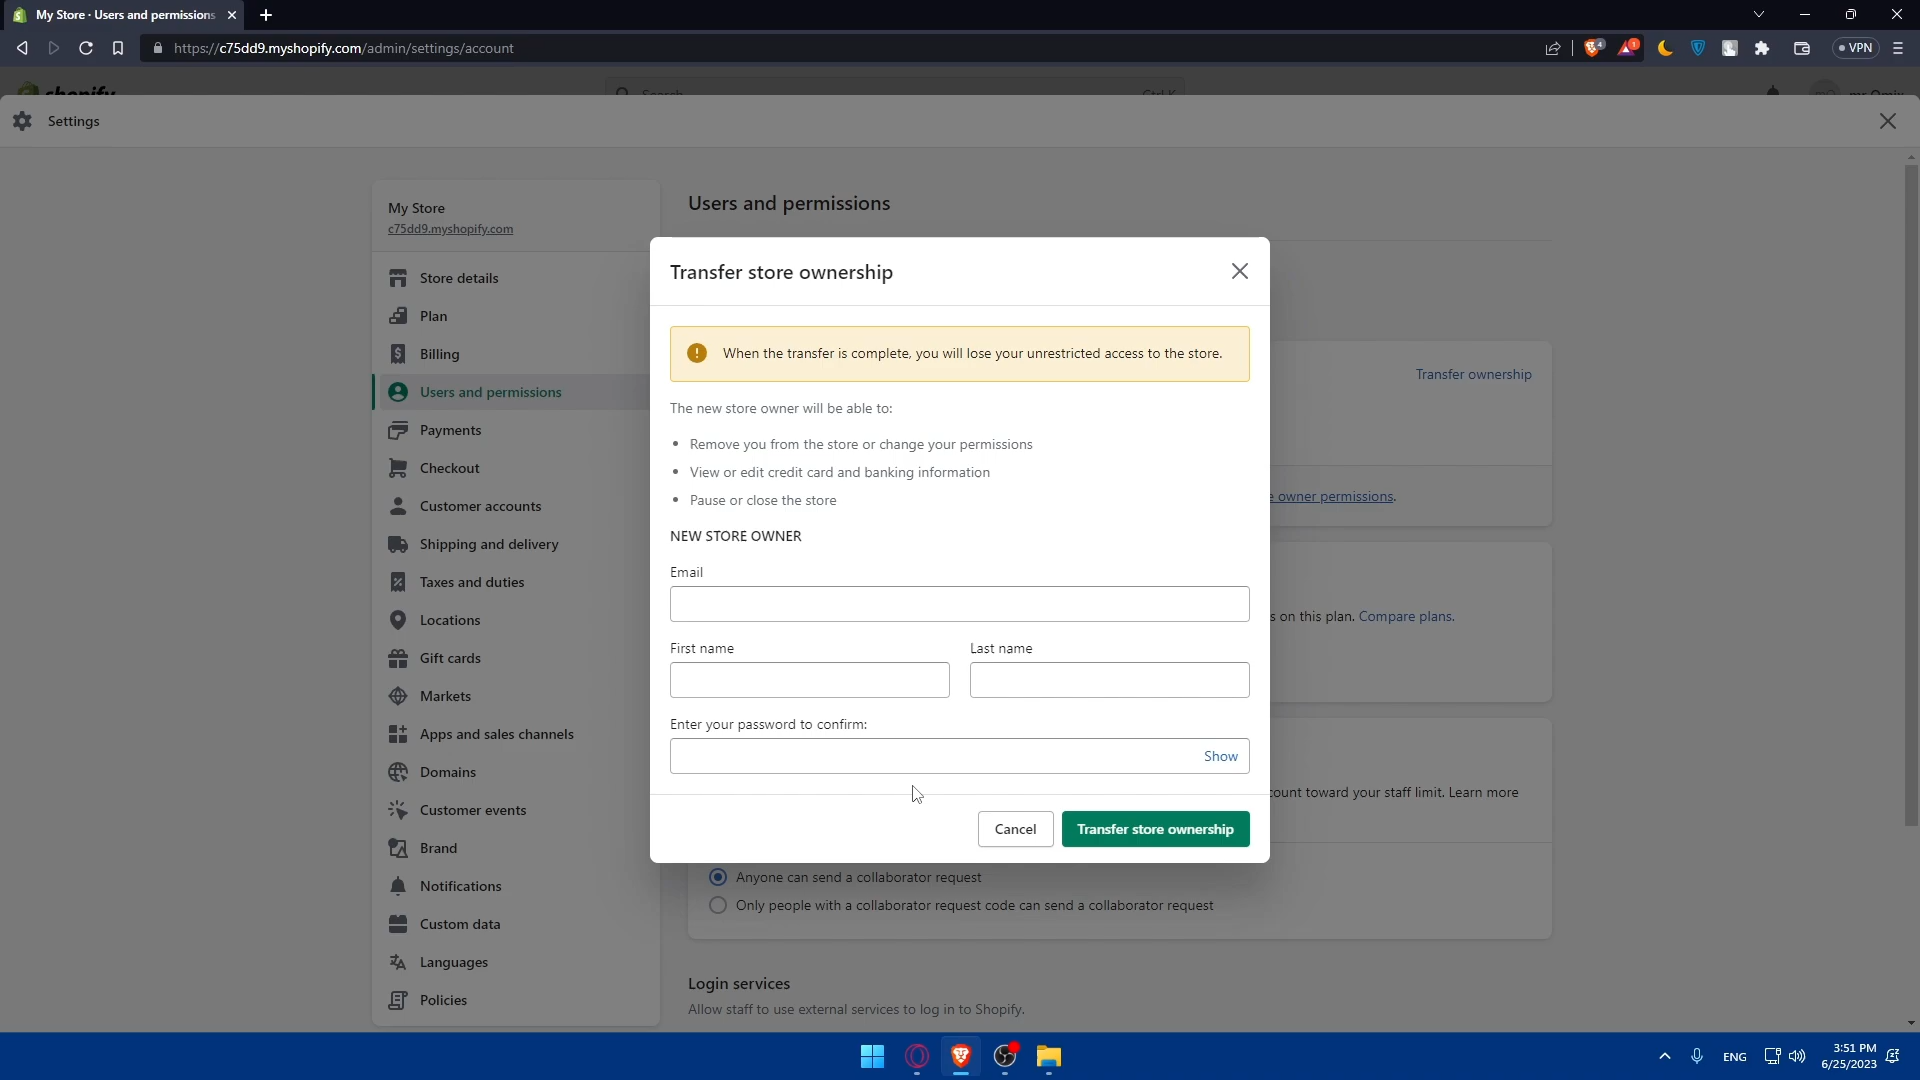 My Store · Users and permissions
https://c75dd9.myshopify.com/admin/settings/account
4
1
VPN
shopify
Search
Ctrl K
mr Omix
Settings
My Store
c75dd9.myshopify.com
Store details
Plan
Billing
Users and permissions
Payments
Checkout
Customer accounts
Shipping and delivery
Taxes and duties
Locations
Gift cards
Markets
Apps and sales channels
Domains
Customer events
Brand
Notifications
Custom data
Languages
Policies
Users and permissions
Transfer ownership
e owner permissions.
s on this plan. Compare plans.
count toward your staff limit. Learn more
Transfer store ownership
When the transfer is complete, you will lose your unrestricted access to the store.
The new store owner will be able to:
• Remove you from the store or change your permissions
• View or edit credit card and banking information
• Pause or close the store
NEW STORE OWNER
Email
First name
Last name
Enter your password to confirm:
Show
Cancel
Transfer store ownership
Anyone can send a collaborator request
Only people with a collaborator request code can send a collaborator request
Login services
Allow staff to use external services to log in to Shopify.
ENG
3:51 PM
6/25/2023